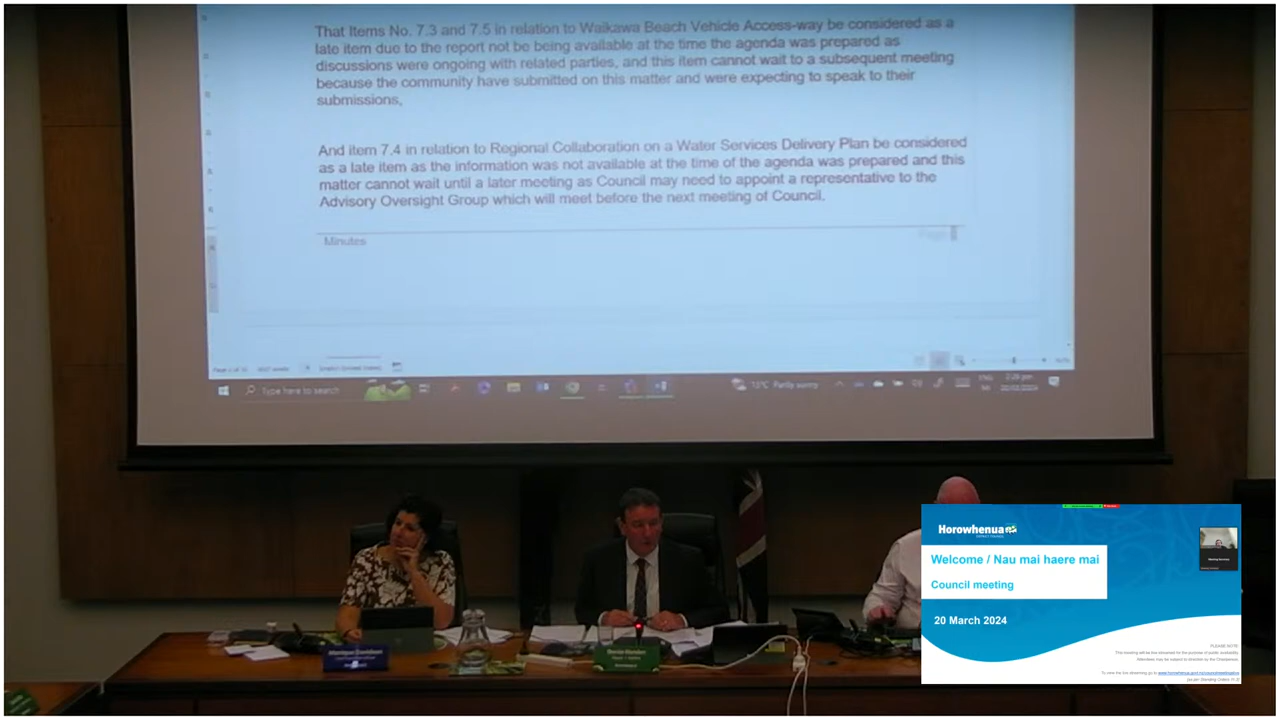 That Items No. 7.3 and 7.5 in relation to Waikawa Beach Vehicle Access-way be considered as a
late item due to the report not be being available at the time the agenda was prepared as
discussions were ongoing with related parties, and this item cannot wait to a subsequent meeting
because the community have submitted on this matter and were expecting to speak to their
submissions,
And item 7.4 in relation to Regional Collaboration on a Water Services Delivery Plan be considered
as a late item as the information was not available at the time of the agenda was prepared and this
matter cannot wait until a later meeting as Council may need to appoint a representative to the
Advisory Oversight Group which will meet before the next meeting of Council.
Minutes
Type here to search
Partly sunny
Horowhenua
DISTRICT COUNCIL
Welcome / Nau mai haere mai
Council meeting
20 March 2024
PLEASE NOTE